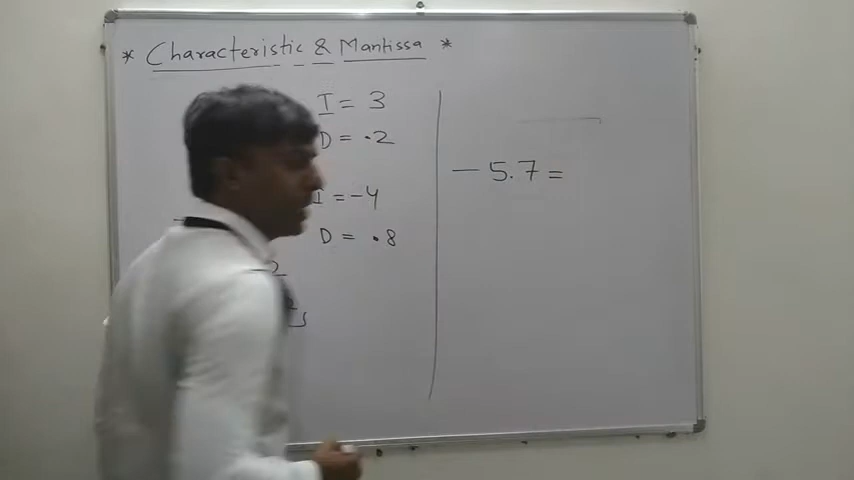 * Characteristic & Mantissa *
I = 3
D = .2
I = -4
D = .8
- 5.7 =